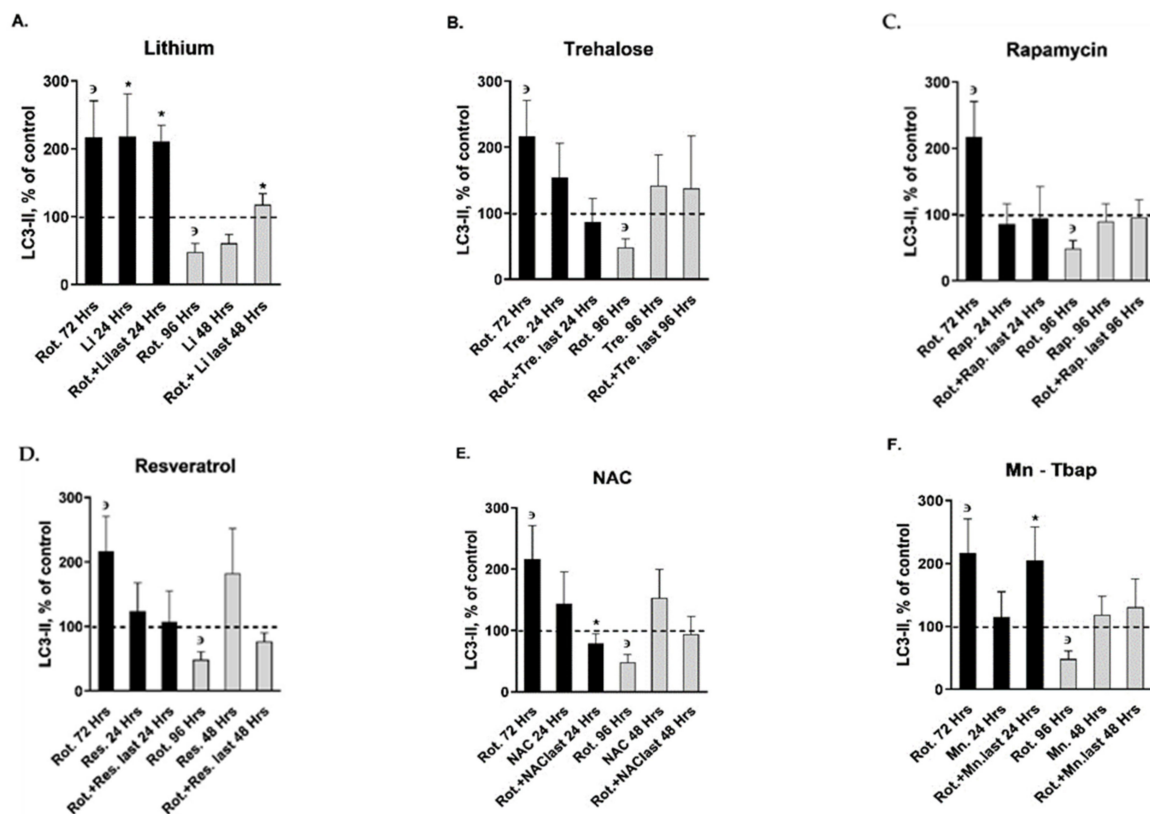 A.
Lithium
LC3-II, % of control
300
200
100
0
϶
*
*
϶
*
Rot. 72 Hrs
Li 24 Hrs
Rot.+Lilast 24 Hrs
Rot. 96 Hrs
Li 48 Hrs
Rot.+ Li last 48 Hrs
B.
Trehalose
LC3-II, % of control
300
200
100
0
϶
϶
Rot. 72 Hrs
Tre. 24 Hrs
Rot.+Tre. last 24 Hrs
Rot. 96 Hrs
Tre. 96 Hrs
Rot.+Tre. last 96 Hrs
C.
Rapamycin
LC3-II, % of control
300
200
100
0
϶
϶
Rot. 72 Hrs
Rap. 24 Hrs
Rot.+Rap. last 24 Hrs
Rot. 96 Hrs
Rap. 96 Hrs
Rot.+Rap. last 96 Hrs
D.
Resveratrol
LC3-II, % of control
300
200
100
0
϶
϶
Rot. 72 Hrs
Res. 24 Hrs
Rot.+Res. last 24 Hrs
Rot. 96 Hrs
Res. 48 Hrs
Rot.+Res. last 48 Hrs
E.
NAC
LC3-II, % of control
300
200
100
0
϶
*
϶
Rot. 72 Hrs
NAC 24 Hrs
Rot.+NAClast 24 Hrs
Rot. 96 Hrs
NAC 48 Hrs
Rot.+NAClast 48 Hrs
F.
Mn - Tbap
LC3-II, % of control
300
200
100
0
϶
*
϶
Rot. 72 Hrs
Mn. 24 Hrs
Rot.+Mn.last 24 Hrs
Rot. 96 Hrs
Mn. 48 Hrs
Rot.+Mn.last 48 Hrs